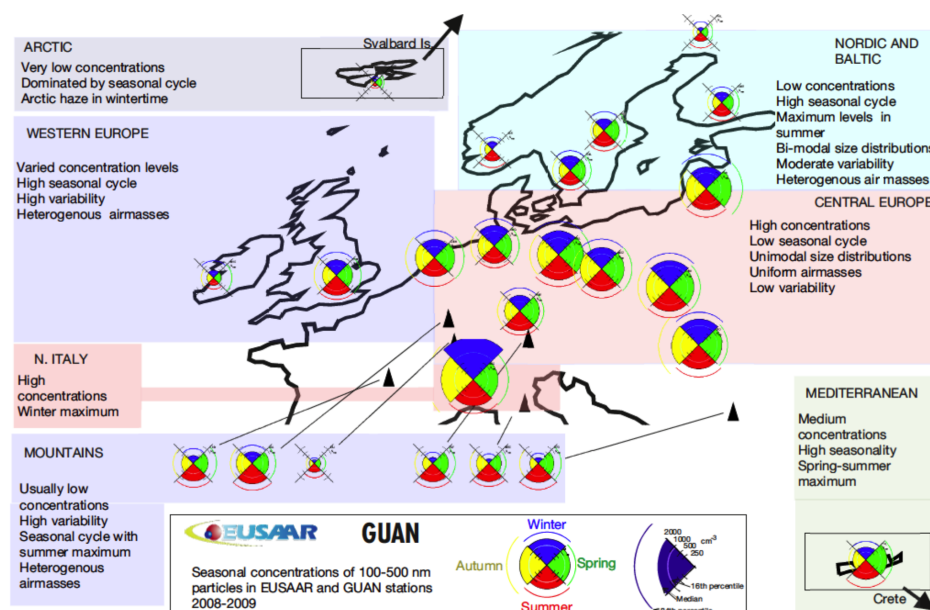 ARCTIC
Very low concentrations
Dominated by seasonal cycle
Arctic haze in wintertime
Svalbard Is.
NORDIC AND
BALTIC
Low concentrations
High seasonal cycle
Maximum levels in
summer
Bi-modal size distributions
Moderate variability
Heterogenous air masses
WESTERN EUROPE
Varied concentration levels
High seasonal cycle
High variability
Heterogenous airmasses
CENTRAL EUROPE
High concentrations
Low seasonal cycle
Unimodal size distributions
Uniform airmasses
Low variability
N. ITALY
High
concentrations
Winter maximum
MEDITERRANEAN
Medium
concentrations
High seasonality
Spring-summer
maximum
Crete
MOUNTAINS
Usually low
concentrations
High variability
Seasonal cycle with
summer maximum
Heterogenous
airmasses
EUSAAR
GUAN
Seasonal concentrations of 100-500 nm
particles in EUSAAR and GUAN stations
2008-2009
Winter
Autumn
Spring
Summer
2000
1000
500
250
cm-3
16th percentile
Median